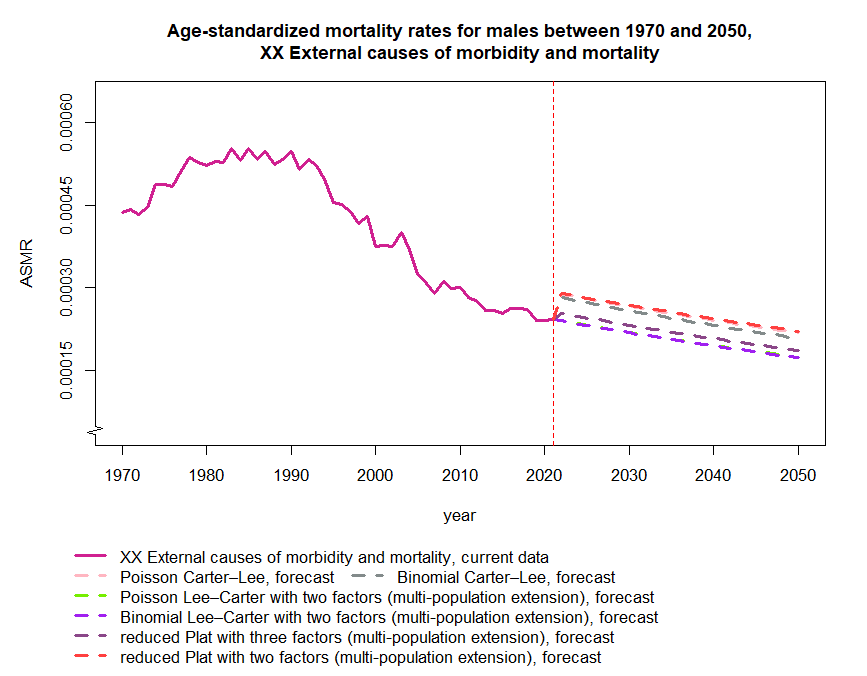 Age-standardized mortality rates for males between 1970 and 2050,
XX External causes of morbidity and mortality
ASMR
0.00060
0.00045
0.00030
0.00015
1970 1980 1990 2000 2010 2020 2030 2040 2050
year
XX External causes of morbidity and mortality, current data
Poisson Carter–Lee, forecast Binomial Carter–Lee, forecast
Poisson Lee–Carter with two factors (multi-population extension), forecast
Binomial Lee–Carter with two factors (multi-population extension), forecast
reduced Plat with three factors (multi-population extension), forecast
reduced Plat with two factors (multi-population extension), forecast